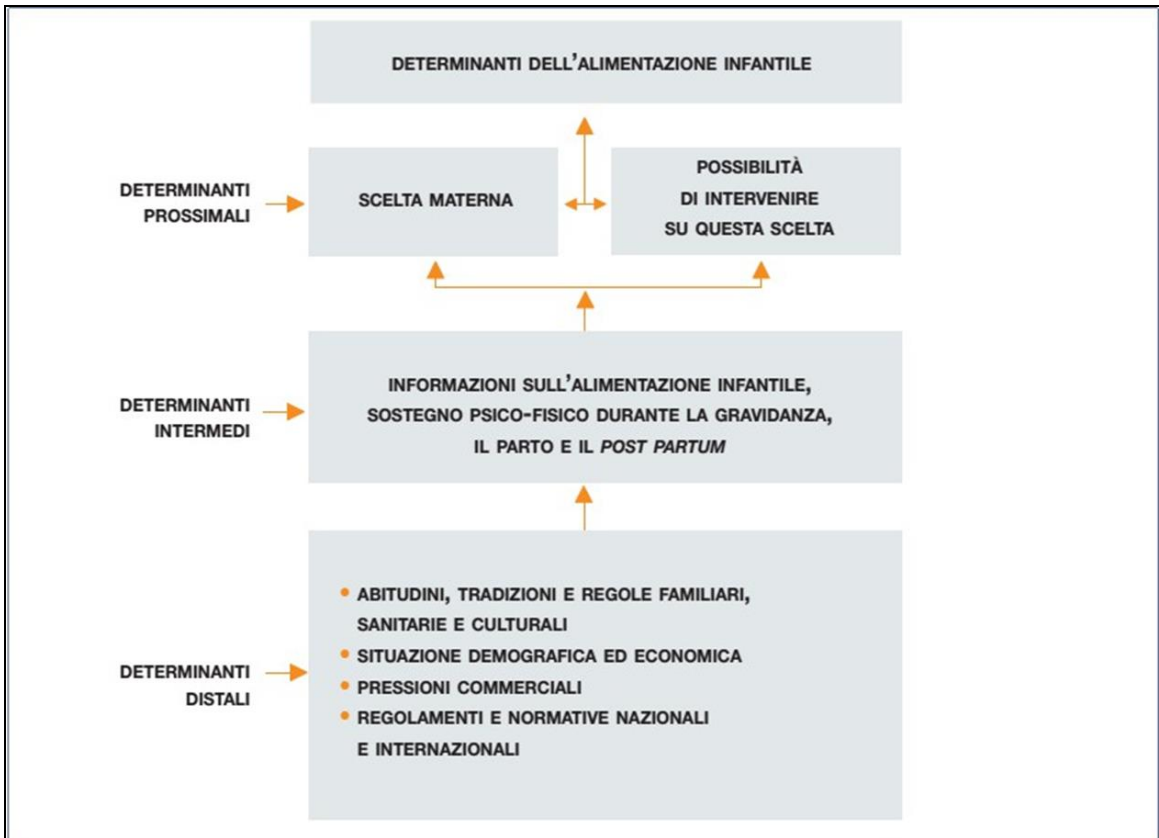 DETERMINANTI DELL'ALIMENTAZIONE INFANTILE
DETERMINANTI
PROSSIMALI
SCELTA MATERNA
POSSIBILITÀ
DI INTERVENIRE
SU QUESTA SCELTA
DETERMINANTI
INTERMEDI
INFORMAZIONI SULL'ALIMENTAZIONE INFANTILE,
SOSTEGNO PSICO-FISICO DURANTE LA GRAVIDANZA,
IL PARTO E IL POST PARTUM
DETERMINANTI
DISTALI
• ABITUDINI, TRADIZIONI E REGOLE FAMILIARI,
SANITARIE E CULTURALI
• SITUAZIONE DEMOGRAFICA ED ECONOMICA
• PRESSIONI COMMERCIALI
• REGOLAMENTI E NORMATIVE NAZIONALI
E INTERNAZIONALI